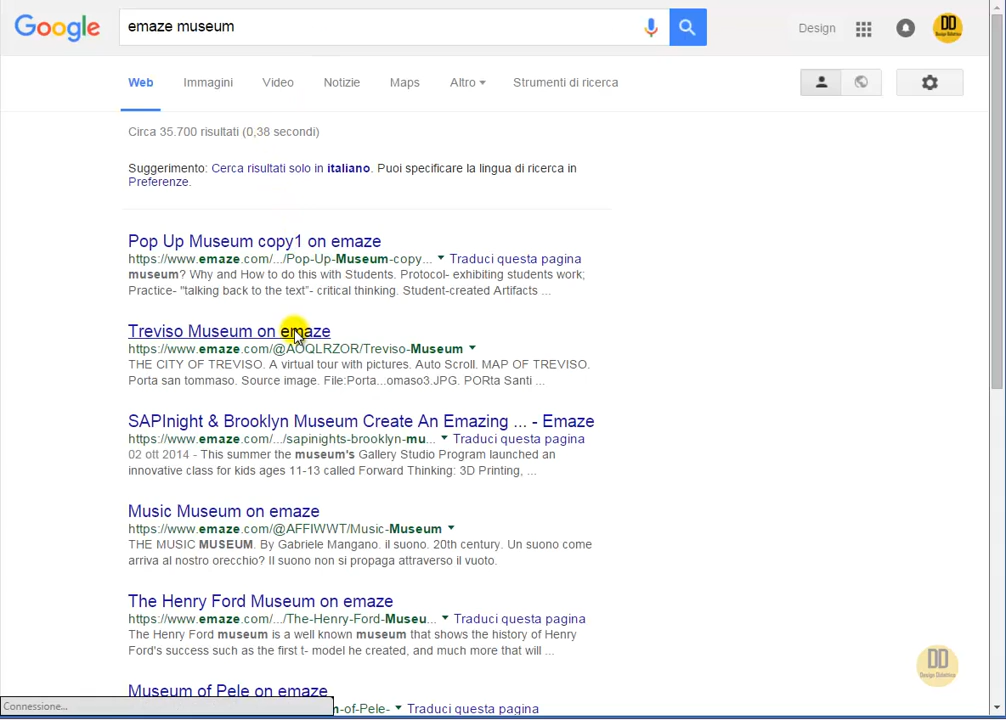 Google
emaze museum
Design
DD
Web Immagini Video Notizie Maps Altro Strumenti di ricerca
Circa 35.700 risultati (0,38 secondi)
Suggerimento: Cerca risultati solo in italiano. Puoi specificare la lingua di ricerca in
Preferenze.
Pop Up Museum copy1 on emaze
https://www.emaze.com/.../Pop-Up-Museum-copy... Traduci questa pagina
museum? Why and How to do this with Students. Protocol- exhibiting students work;
Practice- "talking back to the text”- critical thinking. Student-created Artifacts ...
Treviso Museum on emaze
https://www.emaze.com/@AOQLRZOR/Treviso-Museum
THE CITY OF TREVISO. A virtual tour with pictures. Auto Scroll. MAP OF TREVISO.
Porta san tommaso. Source image. File:Porta...omaso3.JPG. PORta Santi ...
SAPInight & Brooklyn Museum Create An Emazing ... - Emaze
https://www.emaze.com/.../sapinights-brooklyn-mu... Traduci questa pagina
02 ott 2014 - This summer the museum's Gallery Studio Program launched an
innovative class for kids ages 11-13 called Forward Thinking: 3D Printing, ...
Music Museum on emaze
https://www.emaze.com/@AFFIWWT/Music-Museum
THE MUSIC MUSEUM. By Gabriele Mangano. il suono. 20th century. Un suono come
arriva al nostro orecchio? Il suono non si propaga attraverso il vuoto.
The Henry Ford Museum on emaze
https://www.emaze.com/.../The-Henry-Ford-Museu... Traduci questa pagina
The Henry Ford museum is a well known museum that shows the history of Henry
Ford's success such as the first t- model he created, and much more that will ...
Museum of Pele on emaze
Connessione...
m-of-Pele- Traduci questa pagina
DD
Design Didattico